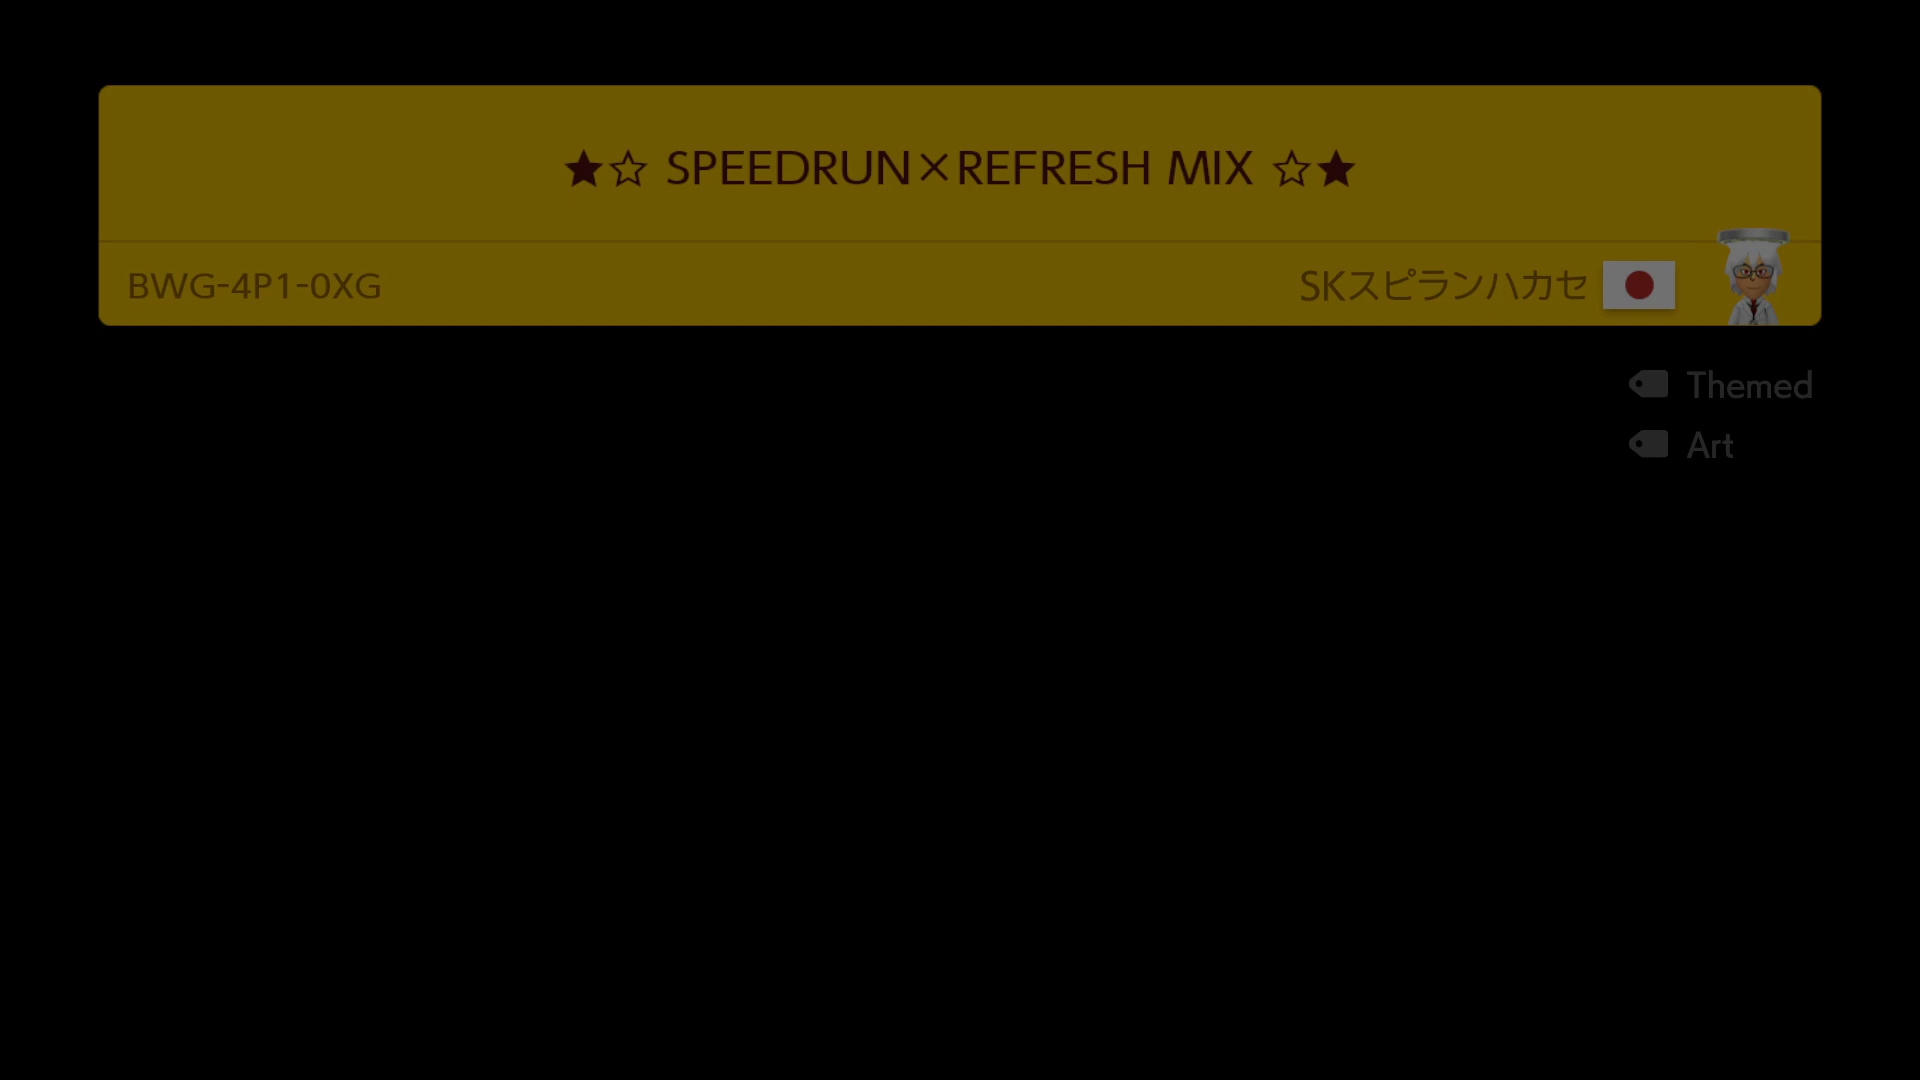 ★☆ SPEEDRUN×REFRESH MIX ☆★
BWG-4P1-0XG
SKスピランハカセ
Themed
Art